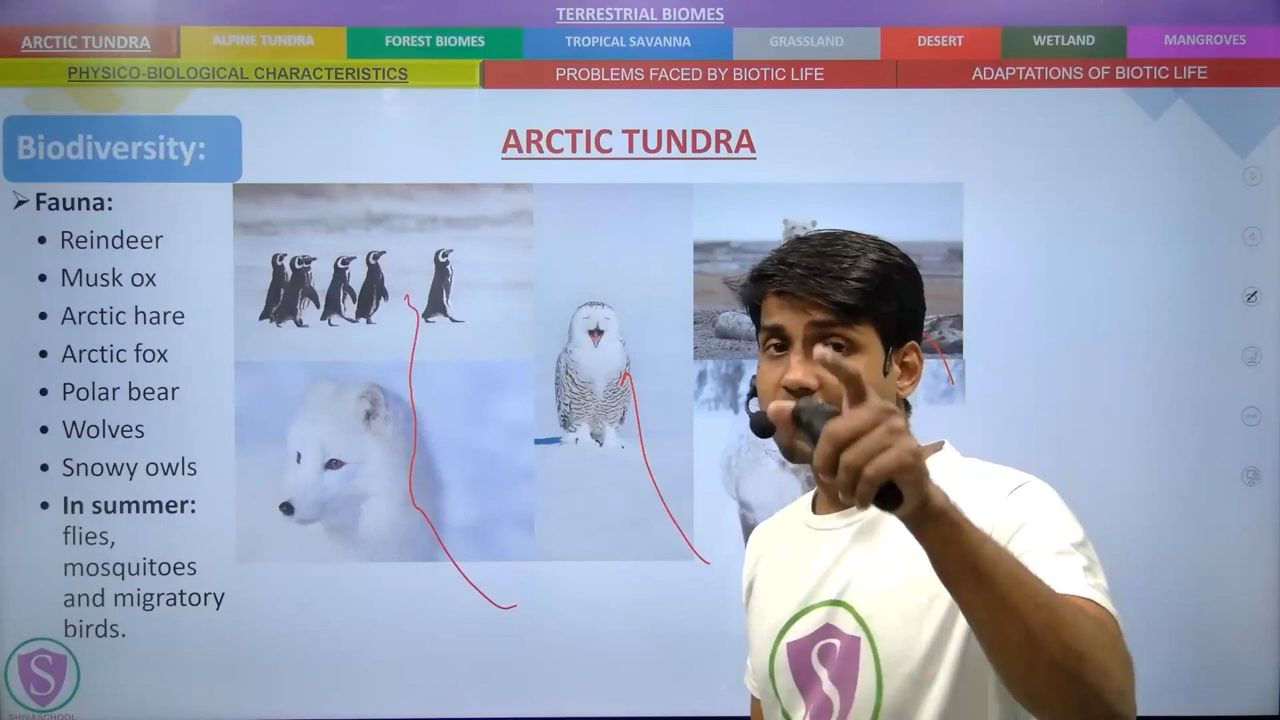 TERRESTRIAL BIOMES
ARCTIC TUNDRA
ALPINE TUNDRA
FOREST BIOMES
TROPICAL SAVANNA
GRASSLAND
DESERT
WETLAND
MANGROVES
PHYSICO-BIOLOGICAL CHARACTERISTICS
PROBLEMS FACED BY BIOTIC LIFE
ADAPTATIONS OF BIOTIC LIFE
Biodiversity:
ARCTIC TUNDRA
Fauna:
Reindeer
Musk ox
Arctic hare
Arctic fox
Polar bear
Wolves
Snowy owls
In summer:
flies,
mosquitoes
and migratory
birds.
S
SHIVASCHOOL